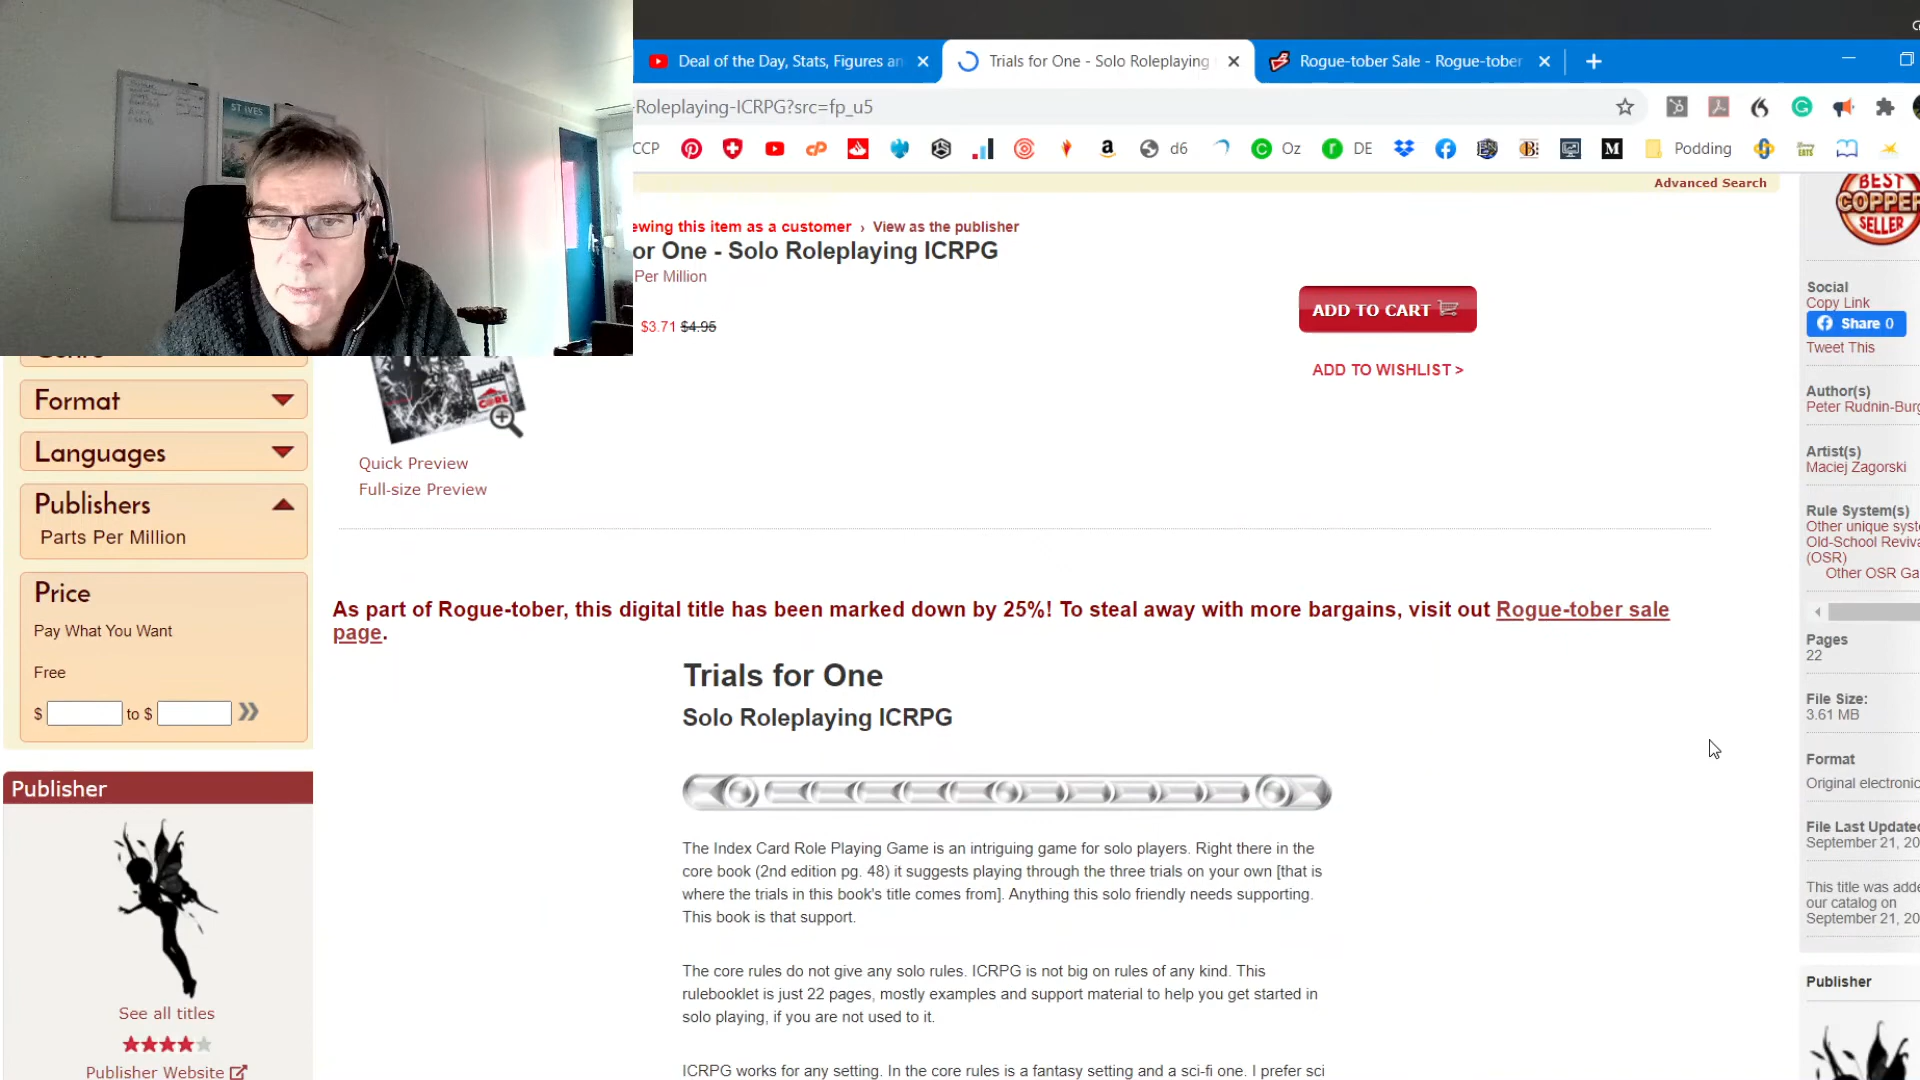 Deal of the Day, Stats, Figures an
Trials for One - Solo Roleplaying
Rogue-tober Sale - Rogue-tober
Roleplaying-ICRPG?src=fp_u5
CCP
d6
Oz
DE
Podding
ST IVES
Advanced Search
ewing this item as a customer › View as the publisher
or One - Solo Roleplaying ICRPG
Per Million
$3.71 $4.95
ADD TO CART
ADD TO WISHLIST >
BEST
COPPER
SELLER
Social
Copy Link
Share 0
Tweet This
Author(s)
Peter Rudnin-Burg
Artist(s)
Maciej Zagorski
Rule System(s)
Other unique syst
Old-School Reviva
(OSR)
Other OSR Ga
Pages
22
File Size:
3.61 MB
Format
Original electronic
File Last Updated
September 21, 20
This title was adde
our catalog on
September 21, 20
Publisher
Format
Languages
Publishers
Parts Per Million
Price
Pay What You Want
Free
$ to $
Publisher
See all titles
Publisher Website
CORE
Quick Preview
Full-size Preview
As part of Rogue-tober, this digital title has been marked down by 25%! To steal away with more bargains, visit out Rogue-tober sale
page.
Trials for One
Solo Roleplaying ICRPG
The Index Card Role Playing Game is an intriguing game for solo players. Right there in the
core book (2nd edition pg. 48) it suggests playing through the three trials on your own [that is
where the trials in this book's title comes from]. Anything this solo friendly needs supporting.
This book is that support.
The core rules do not give any solo rules. ICRPG is not big on rules of any kind. This
rulebooklet is just 22 pages, mostly examples and support material to help you get started in
solo playing, if you are not used to it.
ICRPG works for any setting. In the core rules is a fantasy setting and a sci-fi one. I prefer sci